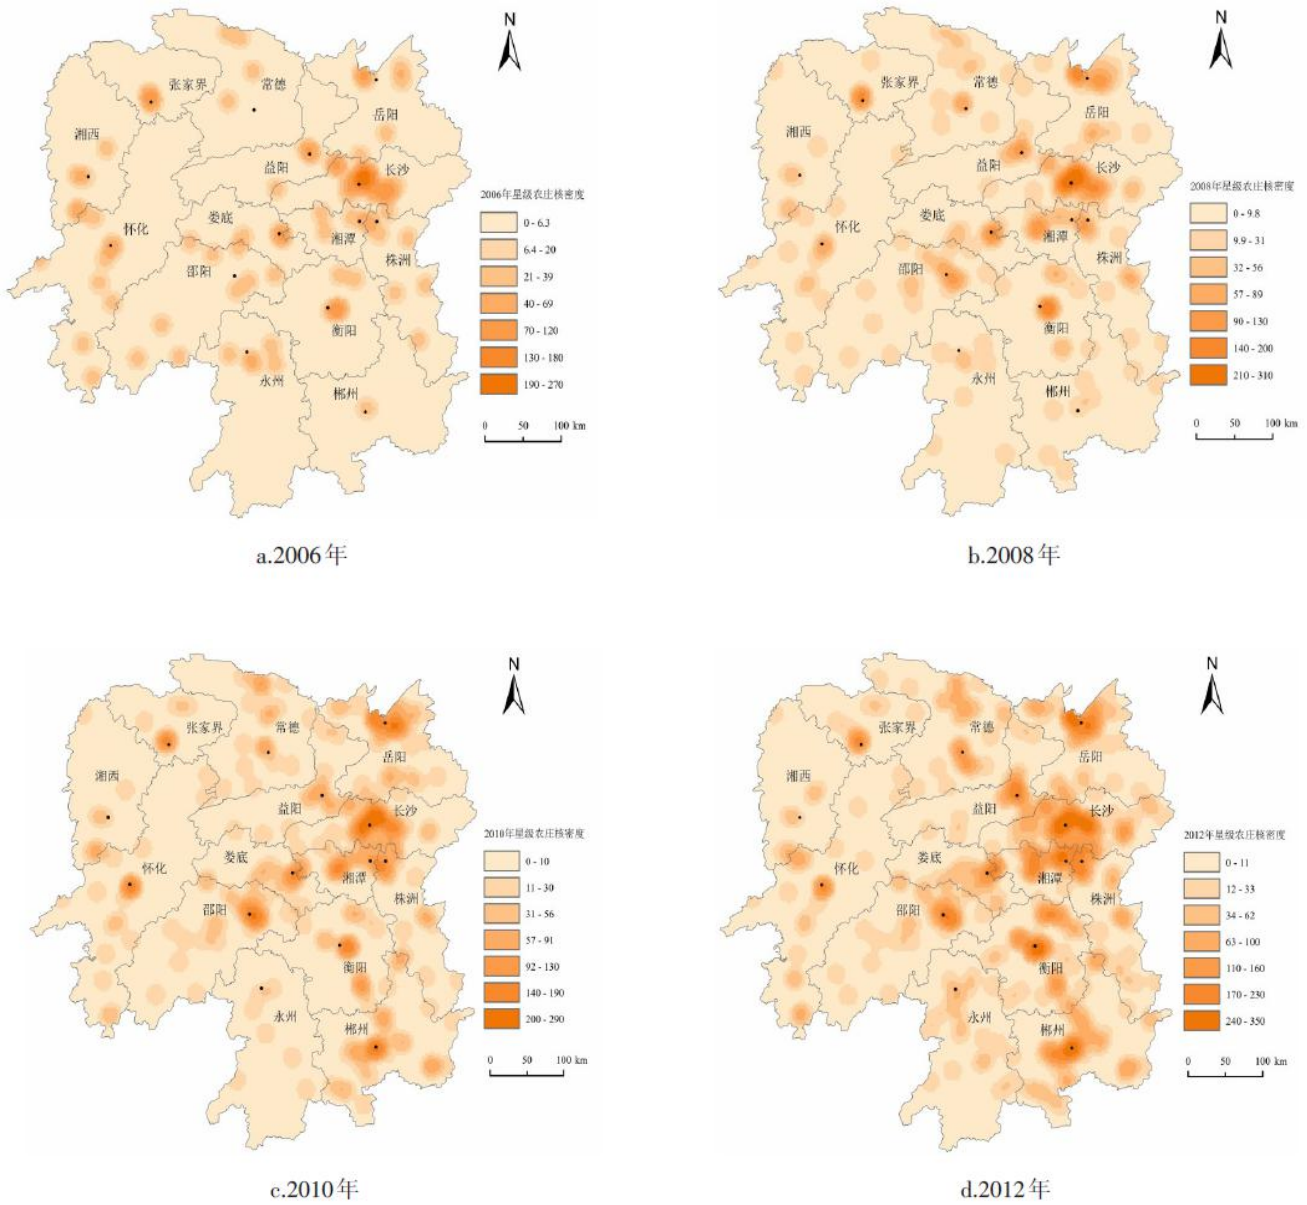 N
张家界
常德
岳阳
湘西
益阳
长沙
怀化
娄底
湘潭
株洲
邵阳
衡阳
永州
郴州
2006年星级农庄核密度
0 - 6.3
6.4 - 20
21 - 39
40 - 69
70 - 120
130 - 180
190 - 270
0 50 100 km
a.2006年
N
张家界
常德
岳阳
湘西
益阳
长沙
怀化
娄底
湘潭
株洲
邵阳
衡阳
永州
郴州
2008年星级农庄核密度
0 - 9.8
9.9 - 31
32 - 56
57 - 89
90 - 130
140 - 200
210 - 310
0 50 100 km
b.2008年
N
张家界
常德
岳阳
湘西
益阳
长沙
怀化
娄底
湘潭
株洲
邵阳
衡阳
永州
郴州
2010年星级农庄核密度
0 - 10
11 - 30
31 - 56
57 - 91
92 - 130
140 - 190
200 - 290
0 50 100 km
c.2010年
N
张家界
常德
岳阳
湘西
益阳
长沙
怀化
娄底
湘潭
株洲
邵阳
衡阳
永州
郴州
2012年星级农庄核密度
0 - 11
12 - 33
34 - 62
63 - 100
110 - 160
170 - 230
240 - 350
0 50 100 km
d.2012年